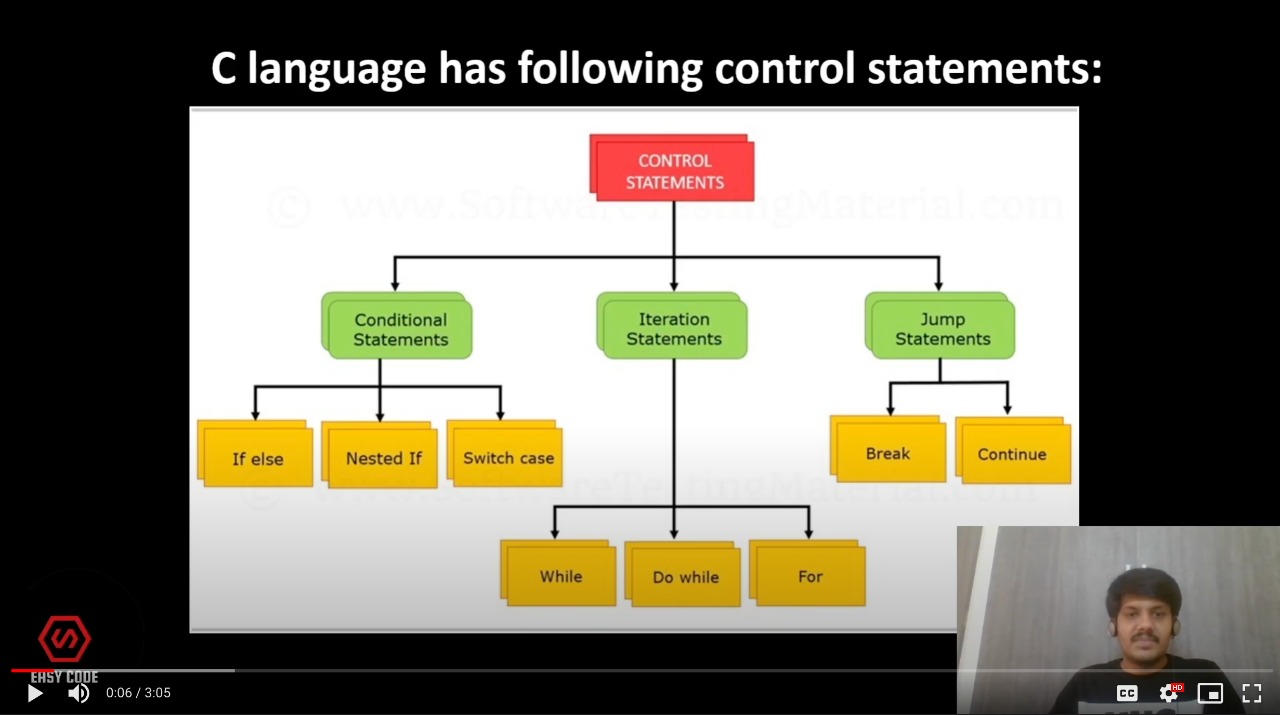 C language has following control statements:
CONTROL
STATEMENTS
© www.SoftwareTestingMaterial.com
Conditional
Statements
Iteration
Statements
Jump
Statements
If else
Nested If
Switch case
Break
Continue
© www.SoftwareTestingMaterial.com
While
Do while
For
EASY CODE
0:06 / 3:05
CC
HD